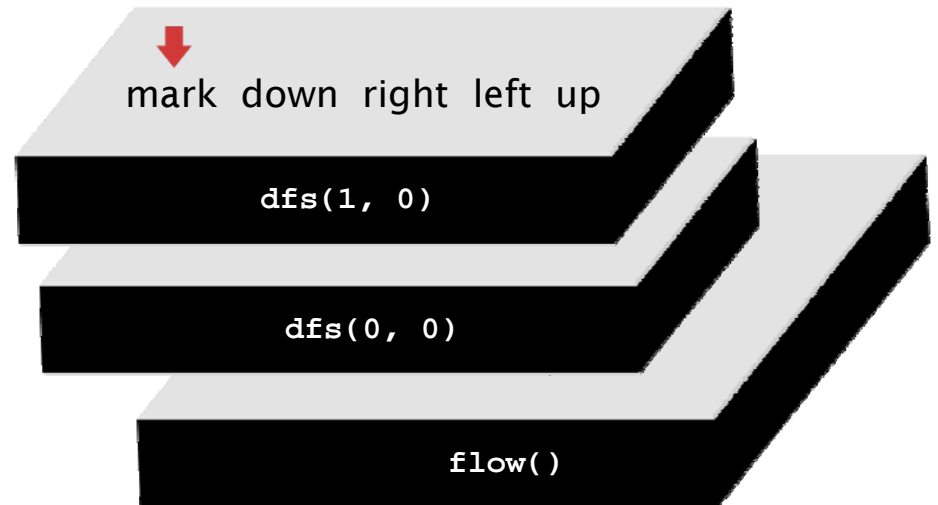 mark down right left up
dfs(1, 0)
dfs(0, 0)
flow()